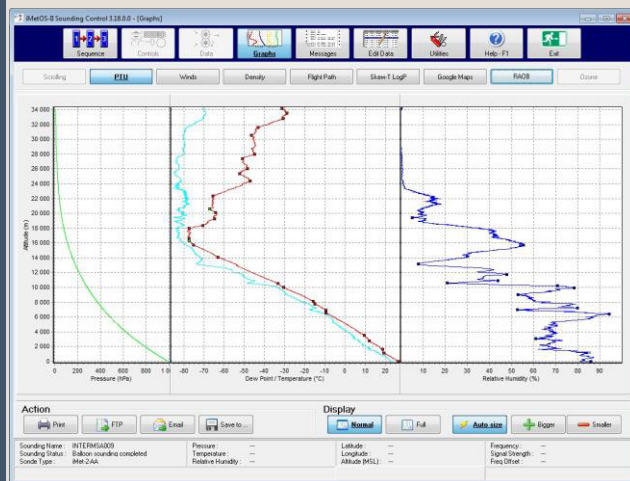 iMetOS-II Sounding Control 3.18.0.0 - [Graphs]
Sequence Controls Data Graphs Messages Edit Data Utilities Help - F1 Exit
Scrolling PTU Winds Density Flight Path Skew-T LogP Google Maps RAOB Ozone
34 000
32 000
30 000
28 000
26 000
24 000
22 000
20 000
18 000
16 000
14 000
12 000
10 000
8 000
6 000
4 000
2 000
0
Altitude (m)
0 200 400 600 800 1 0 -80 -70 -60 -50 -40 -30 -20 -10 0 10 20 10 20 30 40 50 60 70 80 90
Pressure (hPa) Dew Point / Temperature (°C) Relative Humidity (%)
Action Display
Print FTP Email Save to ... Normal Full Auto size Bigger Smaller
Sounding Name : INTERMSA009 Pressure : --- Latitude : --- Frequency : ---
Sounding Status : Balloon sounding completed Temperature : --- Longitude : --- Signal Strength : ---
Sonde Type : iMet-2-AA Relative Humidity : --- Altitude (MSL) : --- Freq Offset : ---